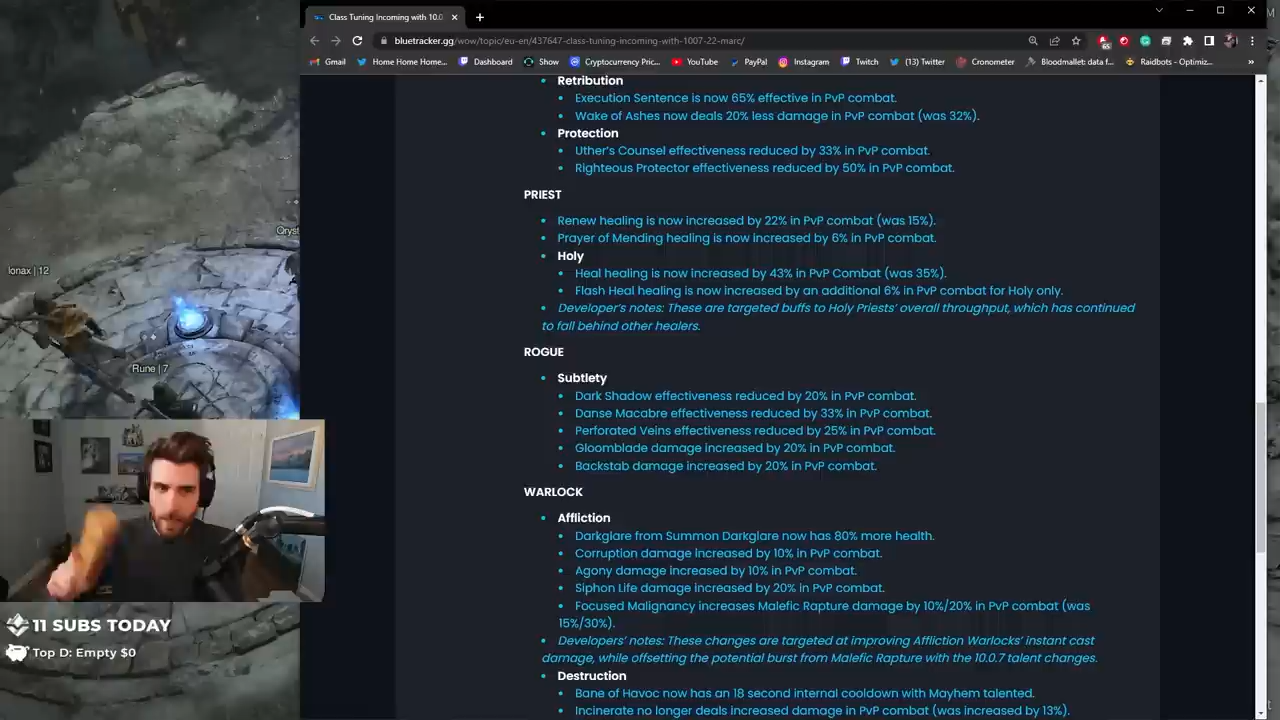 Class Tuning Incoming with 10.0
bluetracker.gg/wow/topic/eu-en/437647-class-tuning-incoming-with-1007-22-marc/
Gmail
Home Home Home...
Dashboard
Show
Cryptocurrency Pric...
YouTube
PayPal
Instagram
Twitch
(13) Twitter
Cronometer
Bloodmallet: data f...
Raidbots - Optimiz...
»
65
Retribution
Execution Sentence is now 65% effective in PvP combat.
Wake of Ashes now deals 20% less damage in PvP combat (was 32%).
Protection
Uther's Counsel effectiveness reduced by 33% in PvP combat.
Righteous Protector effectiveness reduced by 50% in PvP combat.
PRIEST
Renew healing is now increased by 22% in PvP combat (was 15%).
Prayer of Mending healing is now increased by 6% in PvP combat.
Holy
Heal healing is now increased by 43% in PvP Combat (was 35%).
Flash Heal healing is now increased by an additional 6% in PvP combat for Holy only.
Developer's notes: These are targeted buffs to Holy Priests' overall throughput, which has continued
to fall behind other healers.
ROGUE
Subtlety
Dark Shadow effectiveness reduced by 20% in PvP combat.
Danse Macabre effectiveness reduced by 33% in PvP combat.
Perforated Veins effectiveness reduced by 25% in PvP combat.
Gloomblade damage increased by 20% in PvP combat.
Backstab damage increased by 20% in PvP combat.
WARLOCK
Affliction
Darkglare from Summon Darkglare now has 80% more health.
Corruption damage increased by 10% in PvP combat.
Agony damage increased by 10% in PvP combat.
Siphon Life damage increased by 20% in PvP combat.
Focused Malignancy increases Malefic Rapture damage by 10%/20% in PvP combat (was
15%/30%).
Developers' notes: These changes are targeted at improving Affliction Warlocks' instant cast
damage, while offsetting the potential burst from Malefic Rapture with the 10.0.7 talent changes.
Destruction
Bane of Havoc now has an 18 second internal cooldown with Mayhem talented.
Incinerate no longer deals increased damage in PvP combat (was increased by 13%).
Qryst
Ionax | 12
Rune | 7
11 SUBS TODAY
Top D: Empty $0